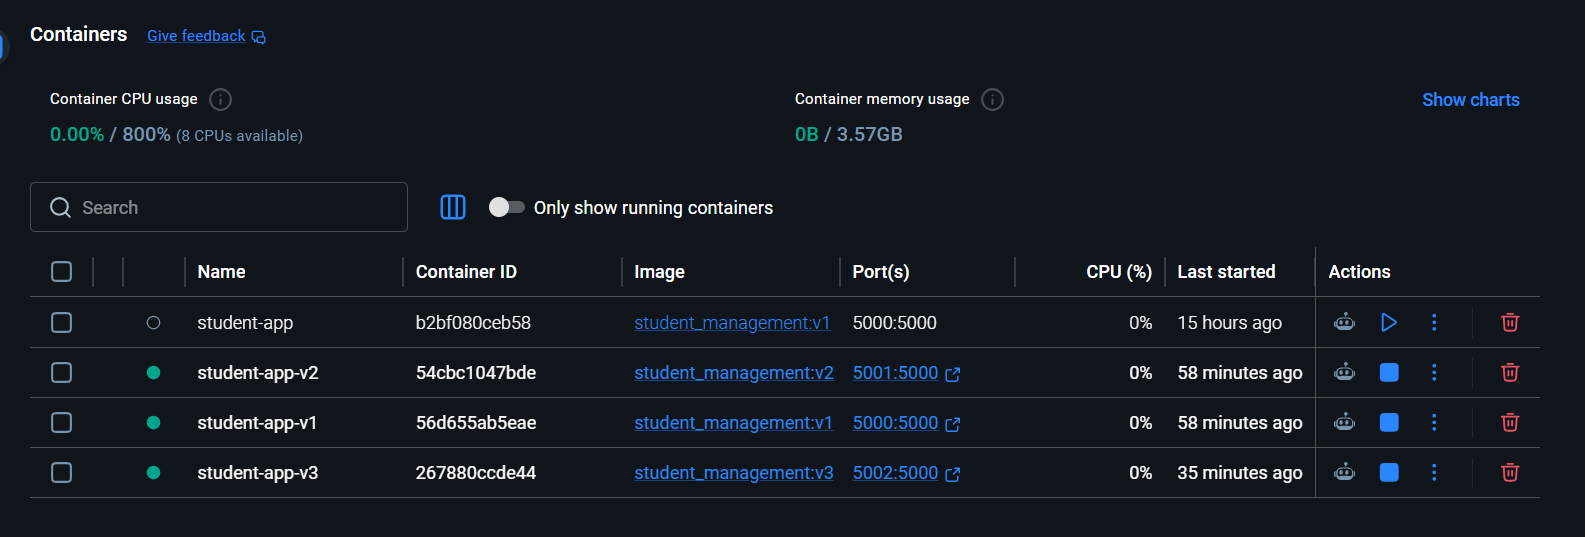 Containers Give feedback
Container CPU usage Container memory usage Show charts
0.00% / 800% (8 CPUs available) 0B / 3.57GB
Search Only show running containers
Name Container ID Image Port(s) CPU (%) Last started Actions
student-app b2bf080ceb58 student_management:v1 5000:5000 0% 15 hours ago
student-app-v2 54cbc1047bde student_management:v2 5001:5000 0% 58 minutes ago
student-app-v1 56d655ab5eae student_management:v1 5000:5000 0% 58 minutes ago
student-app-v3 267880ccde44 student_management:v3 5002:5000 0% 35 minutes ago